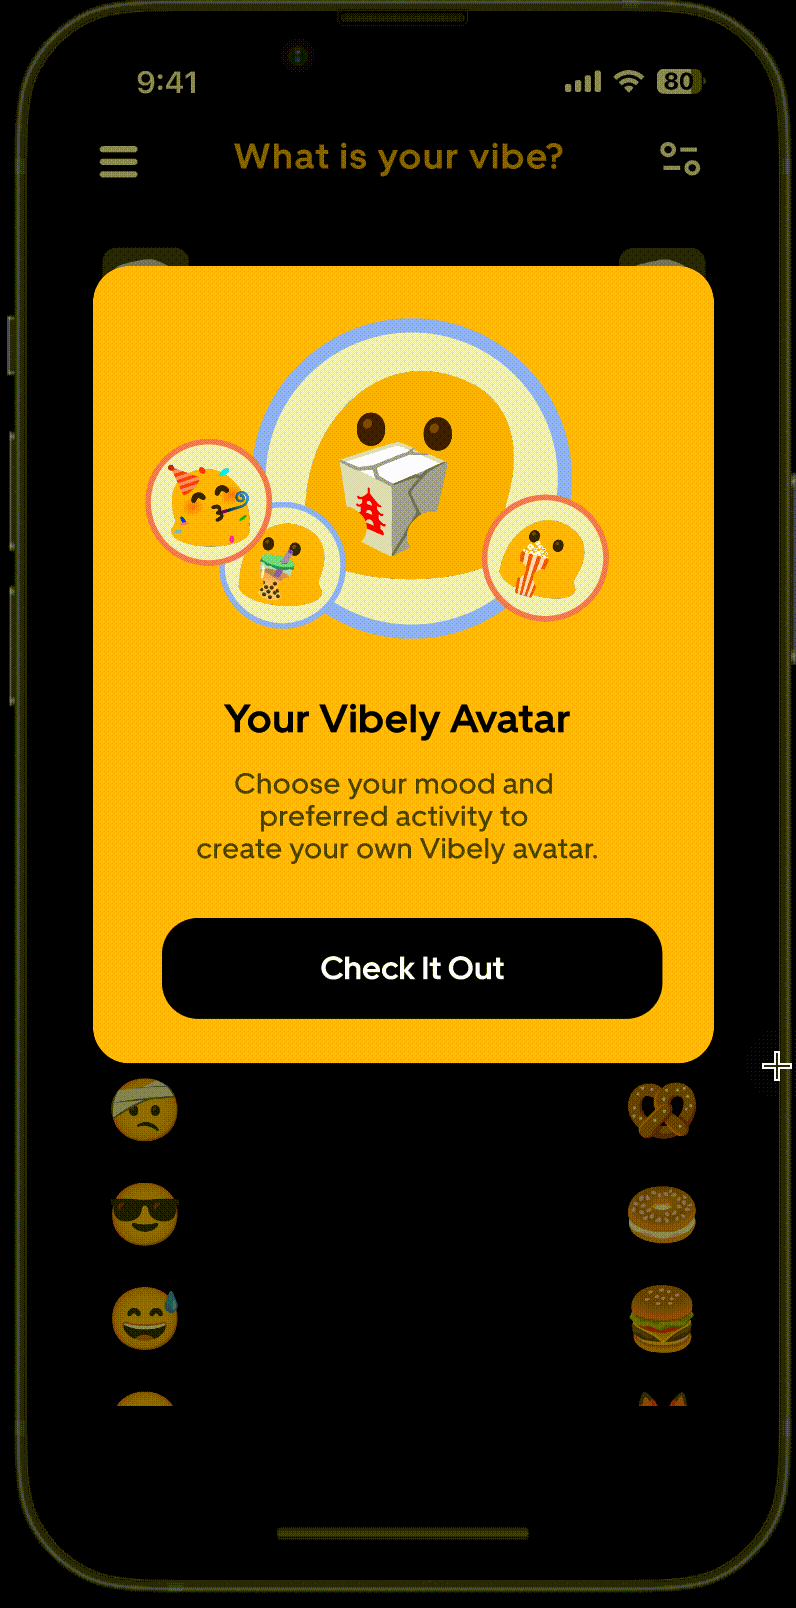 9:41
80
What is your vibe?
Your Vibely Avatar
Choose your mood and
preferred activity to
create your own Vibely avatar.
Check It Out